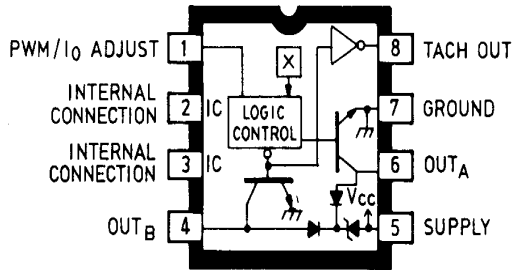 PWM/IO ADJUST 1
8 TACH OUT
X
INTERNAL
CONNECTION 2 IC
LOGIC
CONTROL
7 GROUND
INTERNAL
CONNECTION 3 IC
6 OUTA
VCC
OUTB 4
5 SUPPLY